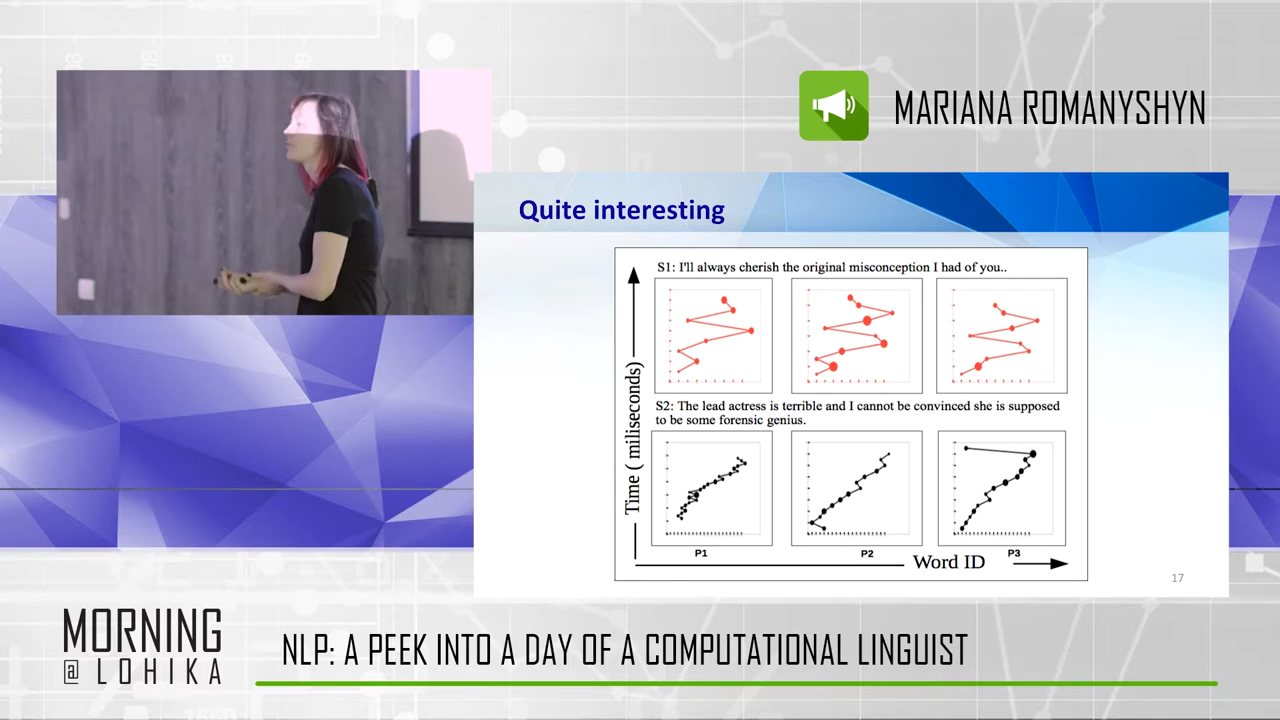 MARIANA ROMANYSHYN
Quite interesting
S1: I'll always cherish the original misconception I had of you..
S2: The lead actress is terrible and I cannot be convinced she is supposed
to be some forensic genius.
Time ( miliseconds)
P1
P2
P3
Word ID
17
MORNING
@ LOHIKA
NLP: A PEEK INTO A DAY OF A COMPUTATIONAL LINGUIST